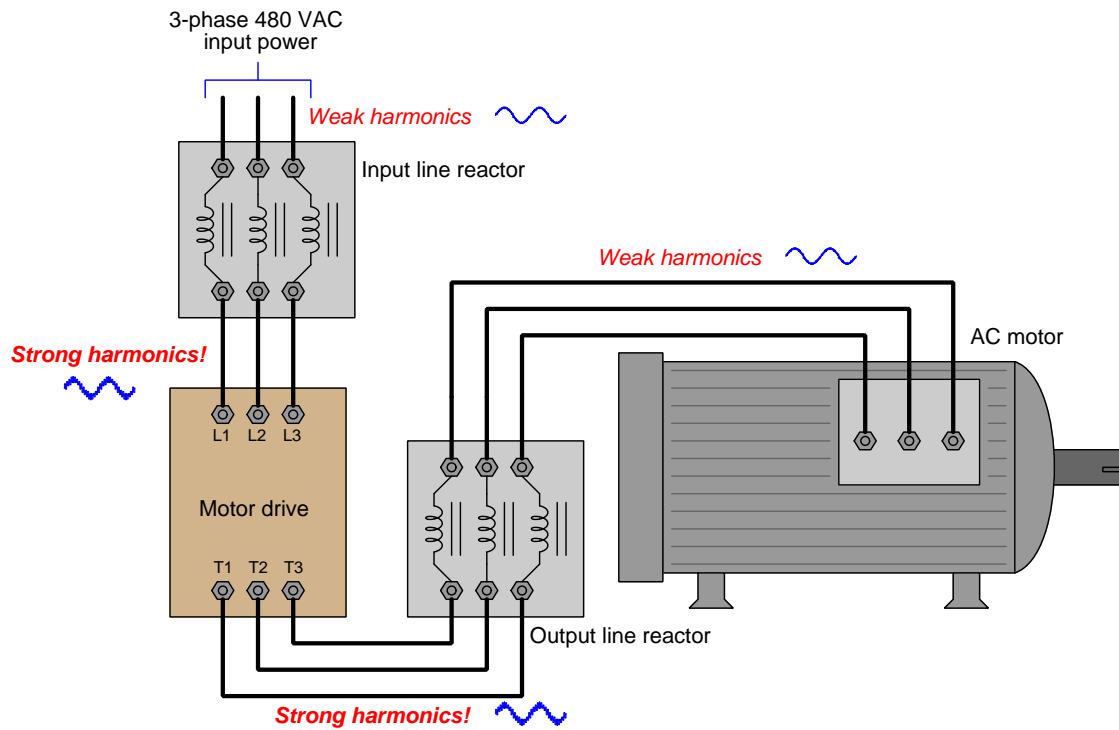 3-phase 480 VAC
input power
Weak harmonics
Input line reactor
Weak harmonics
AC motor
Strong harmonics!
L1 L2 L3
Motor drive
T1 T2 T3
Output line reactor
Strong harmonics!